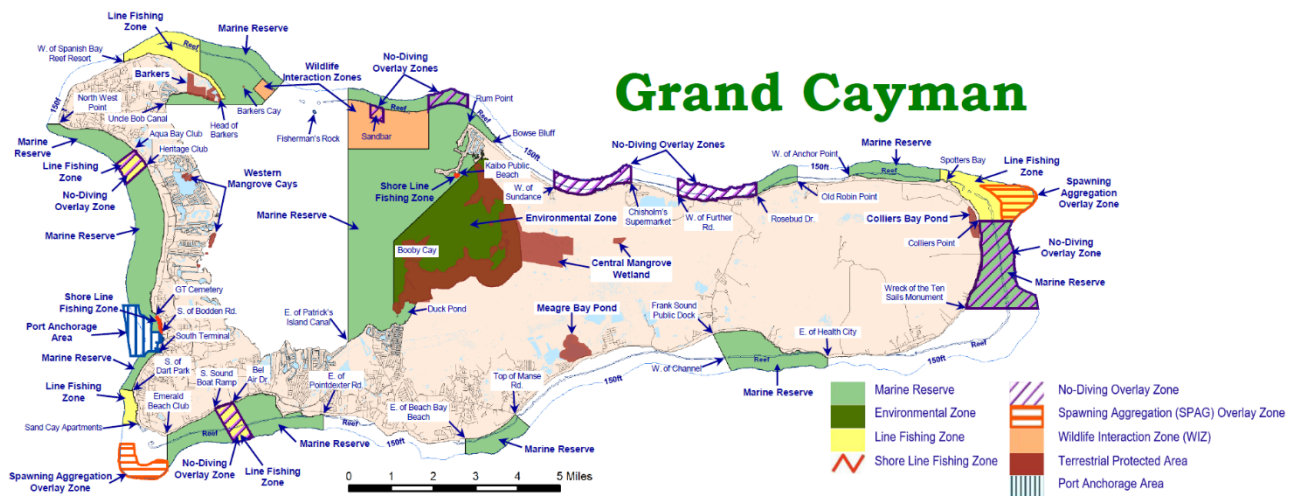 Grand Cayman
Line Fishing
Zone
Marine Reserve
W. of Spanish Bay
Reef Resort
Reef
Reef
150ft
Barkers
Wildlife
Interaction Zones
No-Diving
Overlay Zones
Barkers Cay
North West
Point
Uncle Bob Canal
Head of
Barkers
Fisherman's
Rock
Sandbar
Reef
Rum Point
Reef
Bowse Bluff
150ft
Marine
Reserve
Aqua Bay Club
Heritage Club
Line Fishing
Zone
No-Diving
Overlay Zone
Western
Mangrove Cays
Shore Line
Fishing Zone
Kaibo Public
Beach
W. of
Sundance
No-Diving Overlay Zones
Chisholm's
Supermarket
W. of Further
Rd.
Rosebud Dr.
W. of Anchor Point
150ft
Old Robin Point
Marine
Reserve
Reef
Spotters Bay
Line Fishing
Zone
Spawning
Aggregation
Overlay Zone
Colliers Bay
Pond
Colliers Point
No-Diving
Overlay Zone
Marine
Reserve
Wreck of the Ten
Sails Monument
Marine Reserve
Marine Reserve
Environmental Zone
Booby Cay
Central Mangrove
Wetland
Duck Pond
Meagre Bay
Pond
Frank Sound
Public Dock
E. of Health City
Reef
150ft
Reef
W. of Channel
Marine
Reserve
Shore Line
Fishing Zone
GT Cemetery
S. of Bodden Rd.
Port Anchorage
Area
South Terminal
E. of Patrick's
Island Canal
Marine
Reserve
S. of
Dart Park
S. Sound
Boat Ramp
Bel
Air Dr.
E. of
Pointdexter Rd.
Line Fishing
Zone
Emerald
Beach Club
Sand Cay Apartments
Reef
Reef
Reef
150ft
E. of Beach Bay
Beach
Top of Manse
Rd.
150ft
Marine Reserve
Marine Reserve
No-Diving
Overlay Zone
Line Fishing
Zone
Spawning Aggregation
Overlay Zone
0 1 2 3 4 5 Miles
Marine Reserve
Environmental Zone
Line Fishing Zone
Shore Line Fishing Zone
No-Diving Overlay Zone
Spawning Aggregation (SPAG) Overlay Zone
Wildlife Interaction Zone (WIZ)
Terrestrial Protected Area
Port Anchorage Area